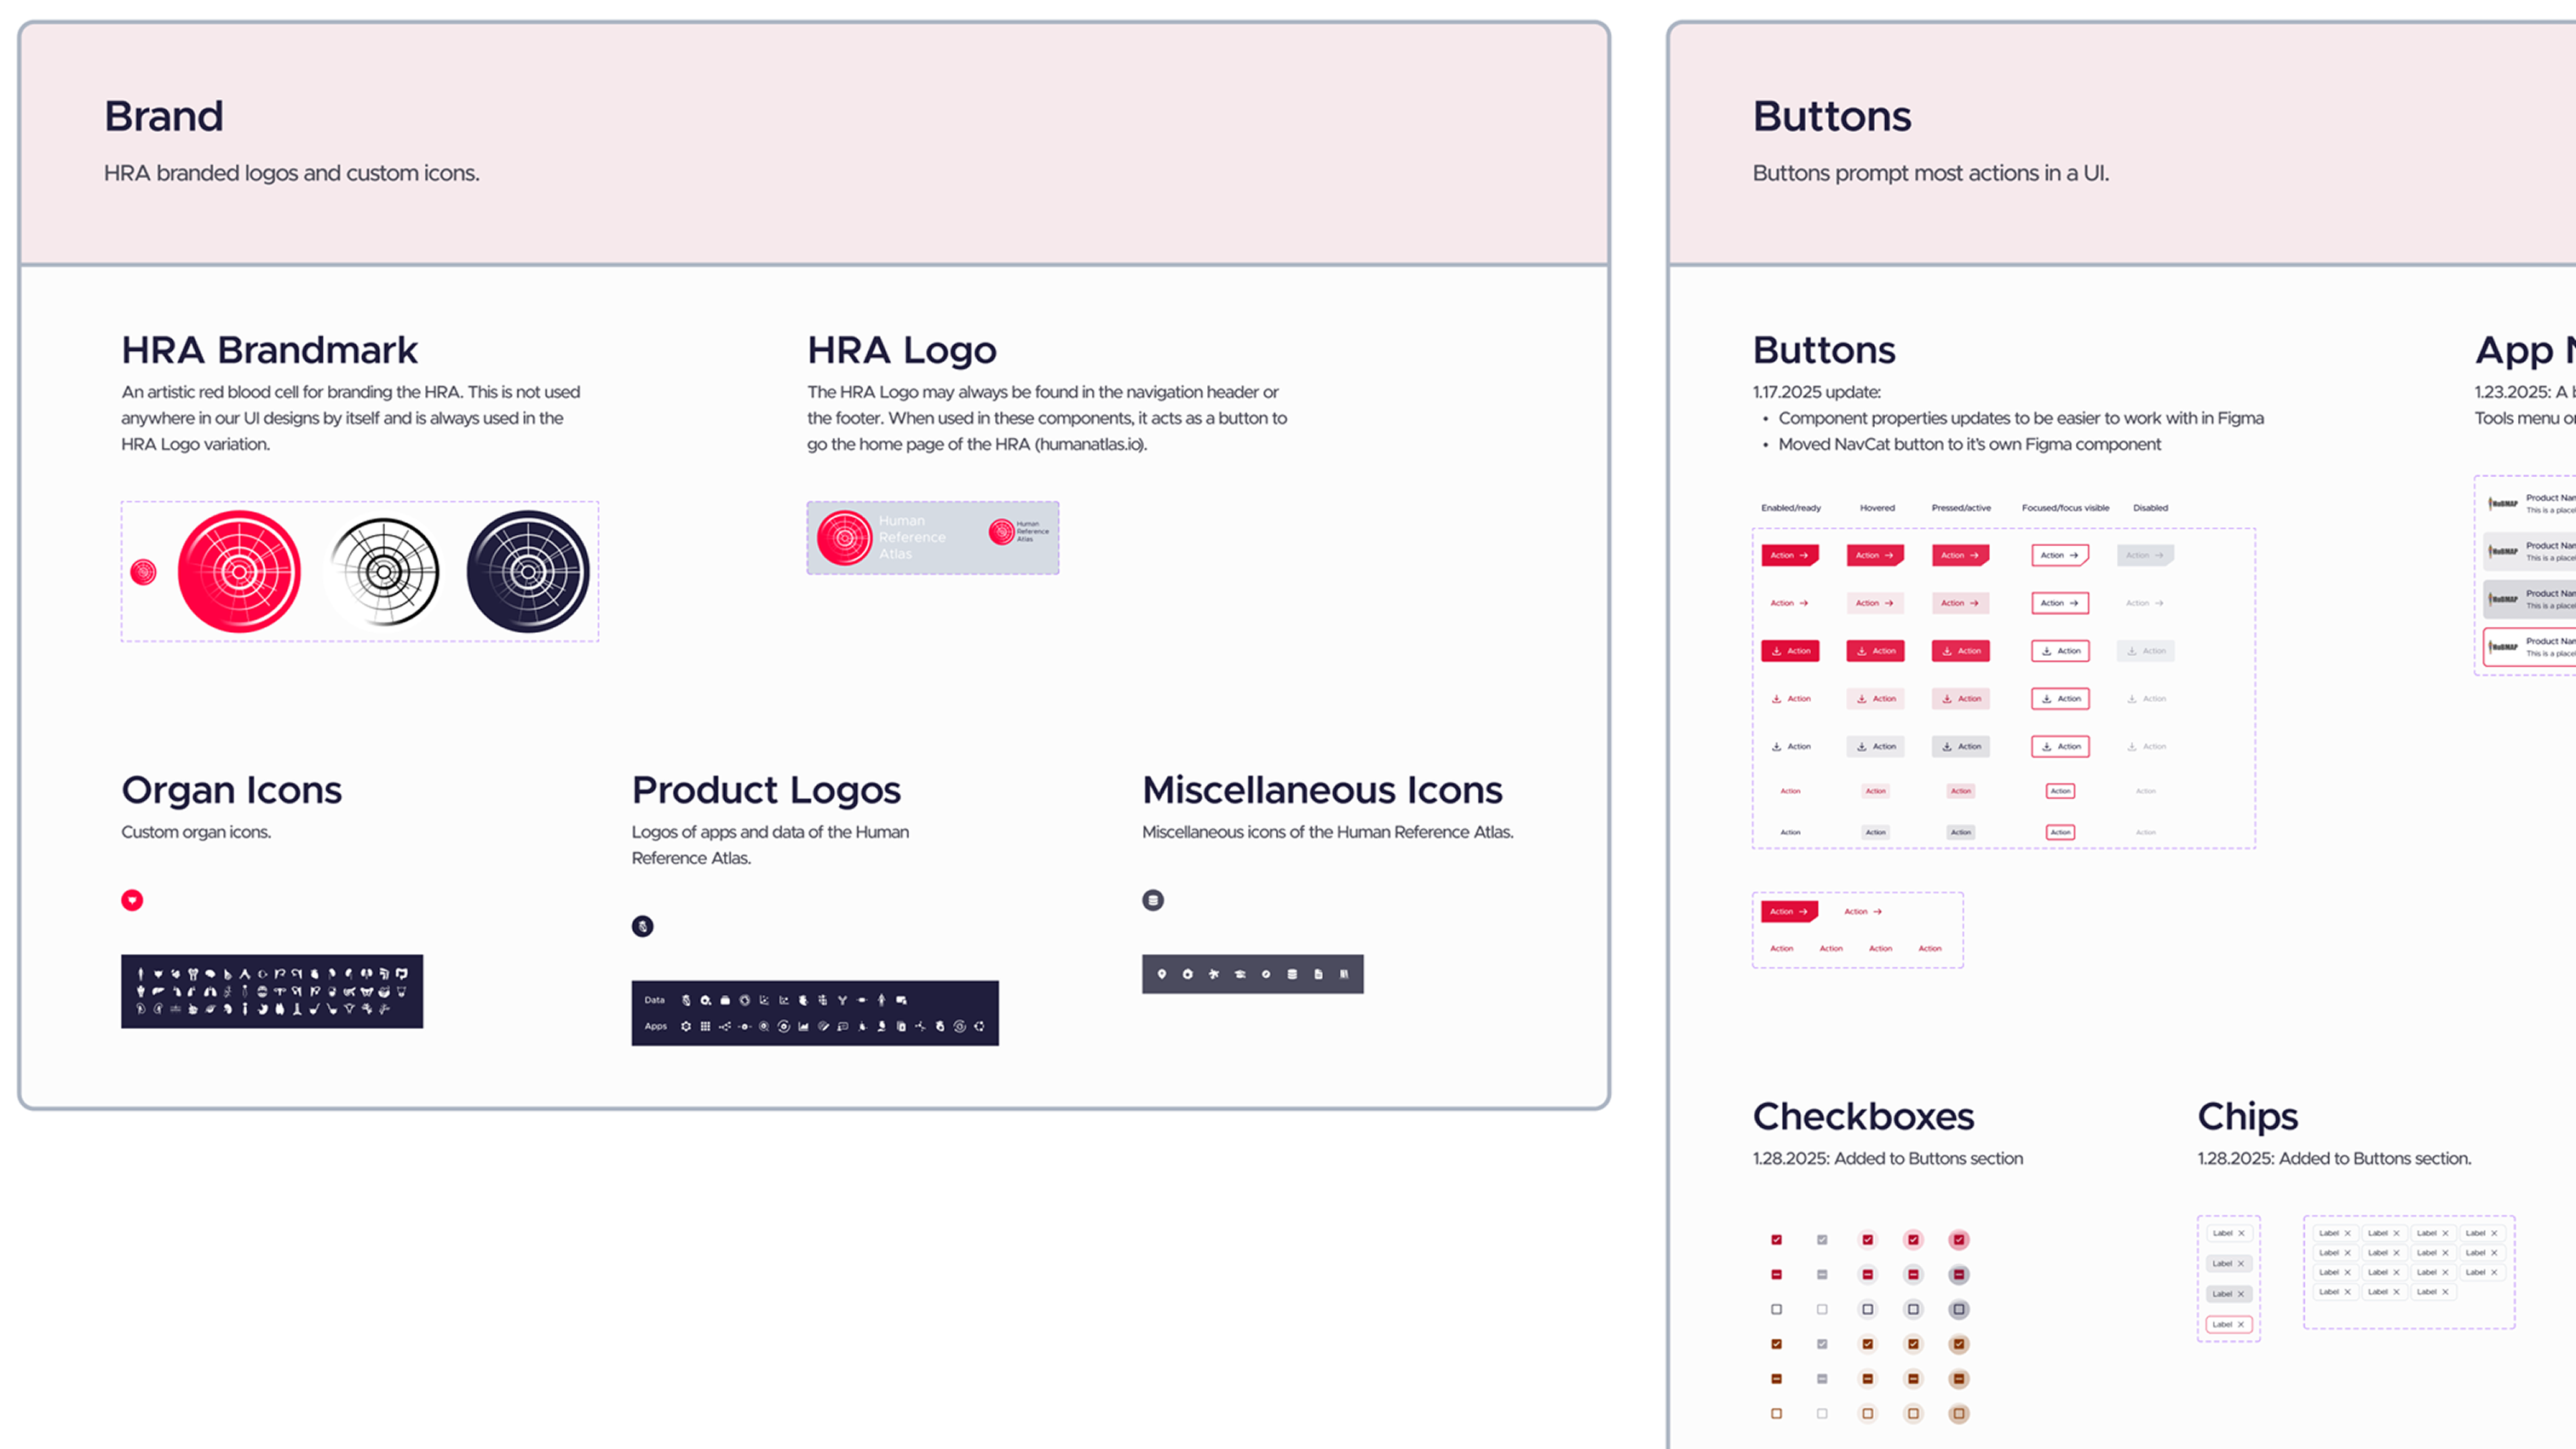 Brand
HRA branded logos and custom icons.
HRA Brandmark
An artistic red blood cell for branding the HRA. This is not used
anywhere in our UI designs by itself and is always used in the
HRA Logo variation.
HRA Logo
The HRA Logo may always be found in the navigation header or
the footer. When used in these components, it acts as a button to
go the home page of the HRA (humanatlas.io).
Human
Reference
Atlas
Human
Reference
Atlas
Organ Icons
Custom organ icons.
Product Logos
Logos of apps and data of the Human
Reference Atlas.
Data
Apps
Miscellaneous Icons
Miscellaneous icons of the Human Reference Atlas.
Buttons
Buttons prompt most actions in a UI.
Buttons
1.17.2025 update:
• Component properties updates to be easier to work with in Figma
• Moved NavCat button to it's own Figma component
Enabled/ready Hovered Pressed/active Focused/focus visible Disabled
Action Action Action Action Action
Action Action Action Action Action
Action Action Action Action Action
Action Action Action Action Action
Action Action Action Action Action
Action Action Action Action Action
Action Action Action Action Action
Action Action
Action Action Action Action
App
1.23.2025: A
Tools menu
HuBMAP Product
This is a
HuBMAP Product
This is a
HuBMAP Product
This is a
HuBMAP Product
This is a
Checkboxes
1.28.2025: Added to Buttons section
Chips
1.28.2025: Added to Buttons section.
Label
Label
Label
Label
Label Label Label Label
Label Label Label Label
Label Label Label Label
Label Label Label